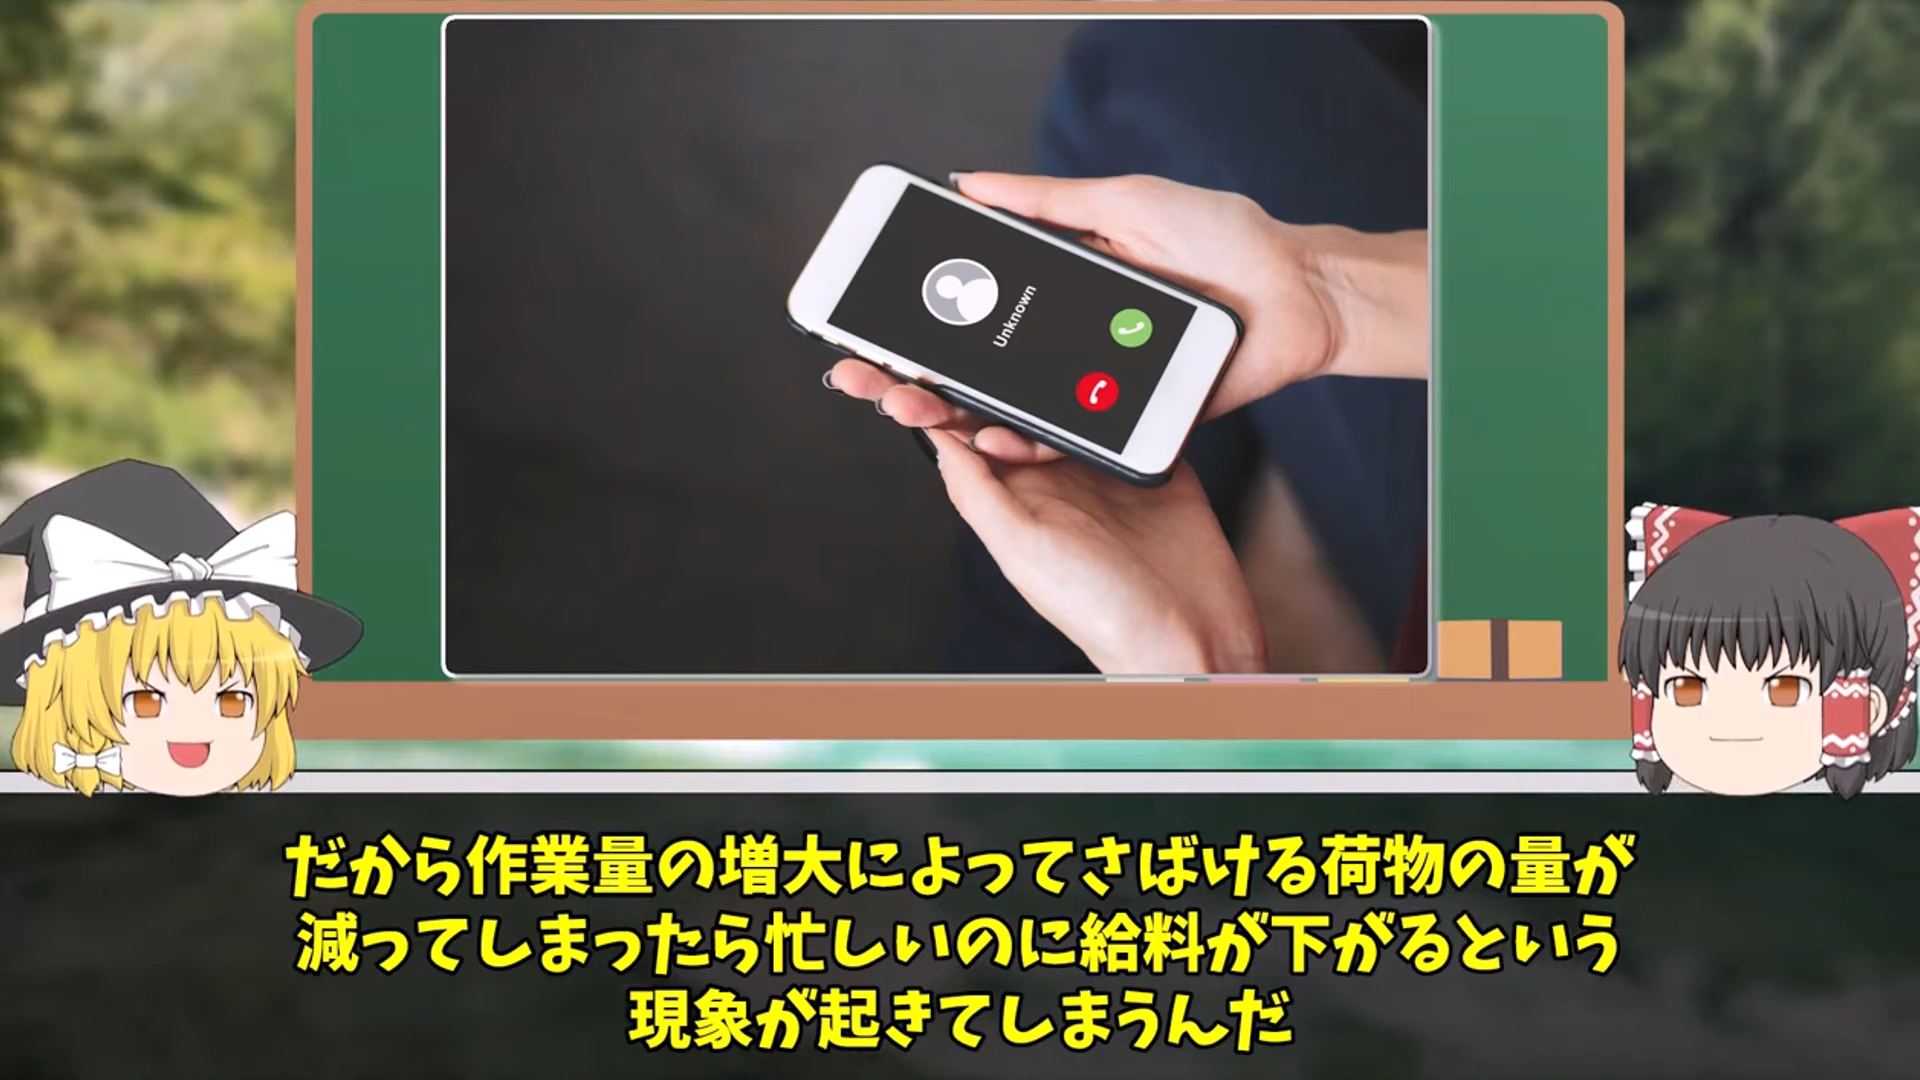 Unknown
だから作業量の増大によってさばける荷物の量が
減ってしまったら忙しいのに給料が下がるという
現象が起きてしまうんだ